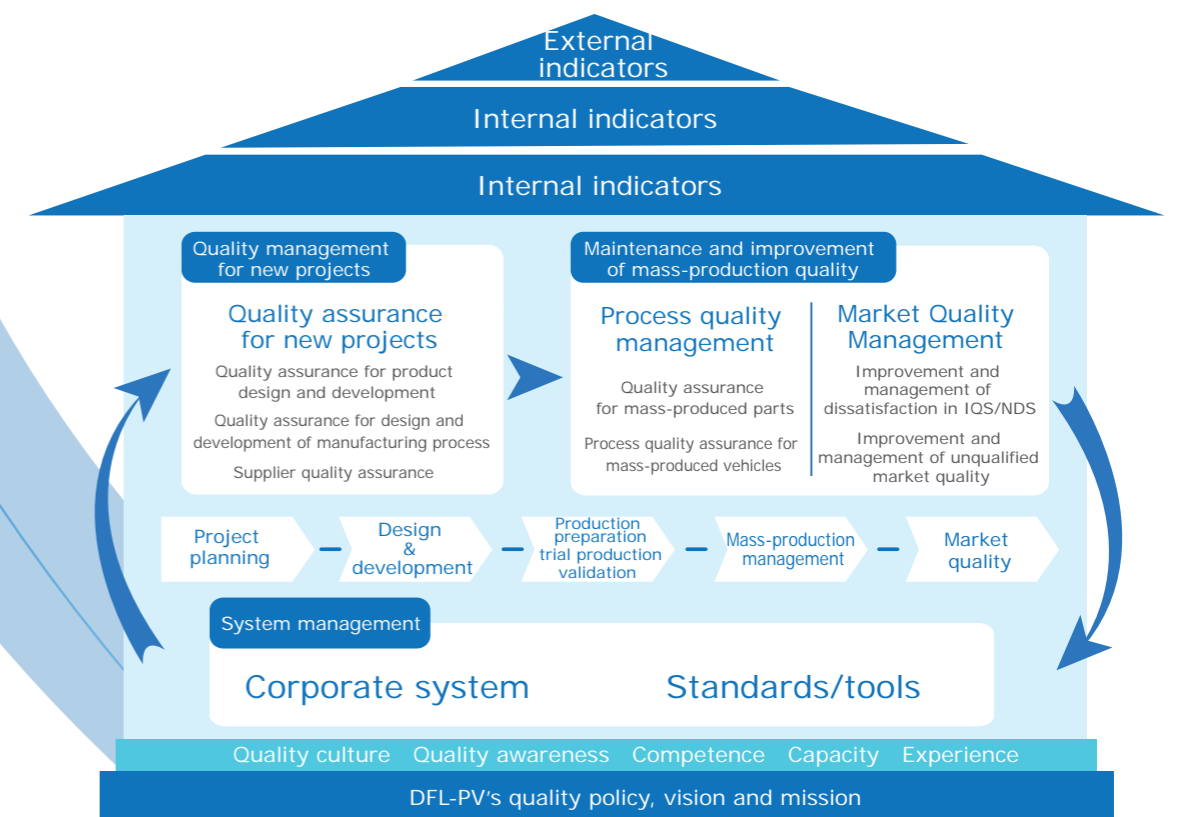 External
indicators
Internal indicators
Internal indicators
Quality management
for new projects
Quality assurance
for new projects
Quality assurance for product
design and development
Quality assurance for design and
development of manufacturing process
Supplier quality assurance
Maintenance and improvement
of mass-production quality
Process quality
management
Quality assurance
for mass-produced parts
Process quality assurance for
mass-produced vehicles
Market Quality
Management
Improvement and
management of
dissatisfaction in IQS/NDS
Improvement and
management of unqualified
market quality
Project
planning
Design
&
development
Production
preparation
trial production
validation
Mass-production
management
Market
quality
System management
Corporate system
Standards/tools
Quality culture Quality awareness Competence Capacity Experience
DFL-PV's quality policy, vision and mission